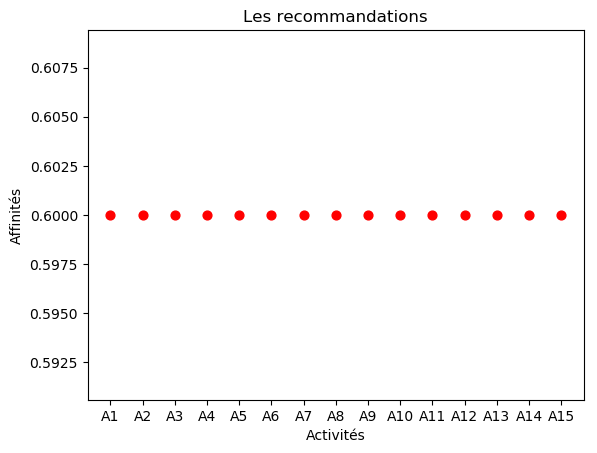 Les recommandations
0.6075
0.6050
0.6025
0.6000
0.5975
0.5950
0.5925
Affinités
A1 A2 A3 A4 A5 A6 A7 A8 A9 A10 A11 A12 A13 A14 A15
Activités